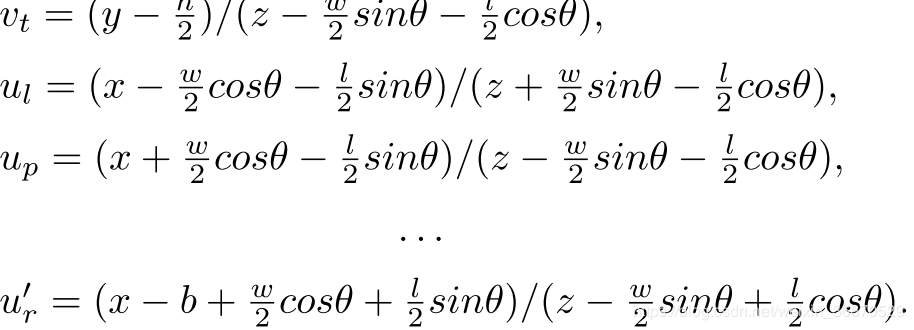 v_t = (y − h/2)/(z − w/2 sinθ − l/2 cosθ),
u_l = (x − w/2 cosθ − l/2 sinθ)/(z + w/2 sinθ − l/2 cosθ),
u_p = (x + w/2 cosθ − l/2 sinθ)/(z − w/2 sinθ − l/2 cosθ),
...
u′_r = (x − b + w/2 cosθ + l/2 sinθ)/(z − w/2 sinθ + l/2 cosθ).